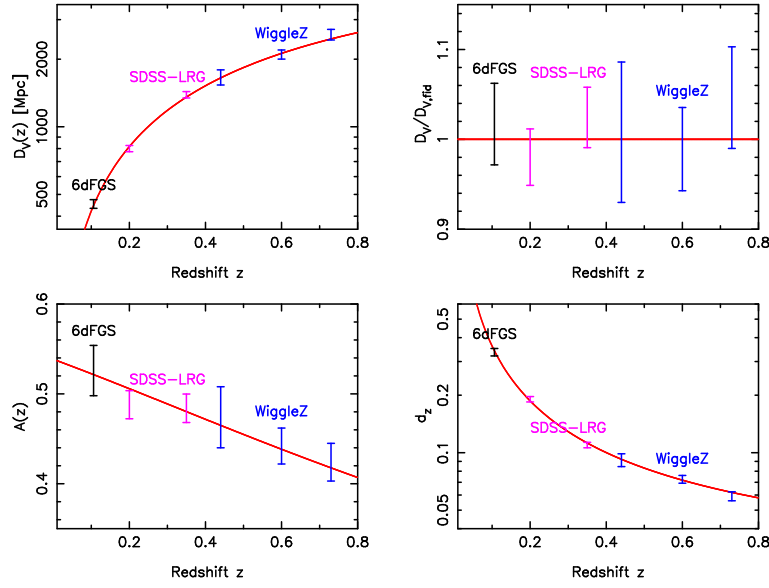 D_V(z) [Mpc]
500
1000
2000
6dFGS
SDSS−LRG
WiggleZ
0.2
0.4
0.6
0.8
Redshift z
D_V/D_V,fid
0.9
1
1.1
6dFGS
SDSS−LRG
WiggleZ
0.2
0.4
0.6
0.8
Redshift z
A(z)
0.4
0.5
0.6
6dFGS
SDSS−LRG
WiggleZ
0.2
0.4
0.6
0.8
Redshift z
d_z
0.05
0.1
0.2
0.5
6dFGS
SDSS−LRG
WiggleZ
0.2
0.4
0.6
0.8
Redshift z